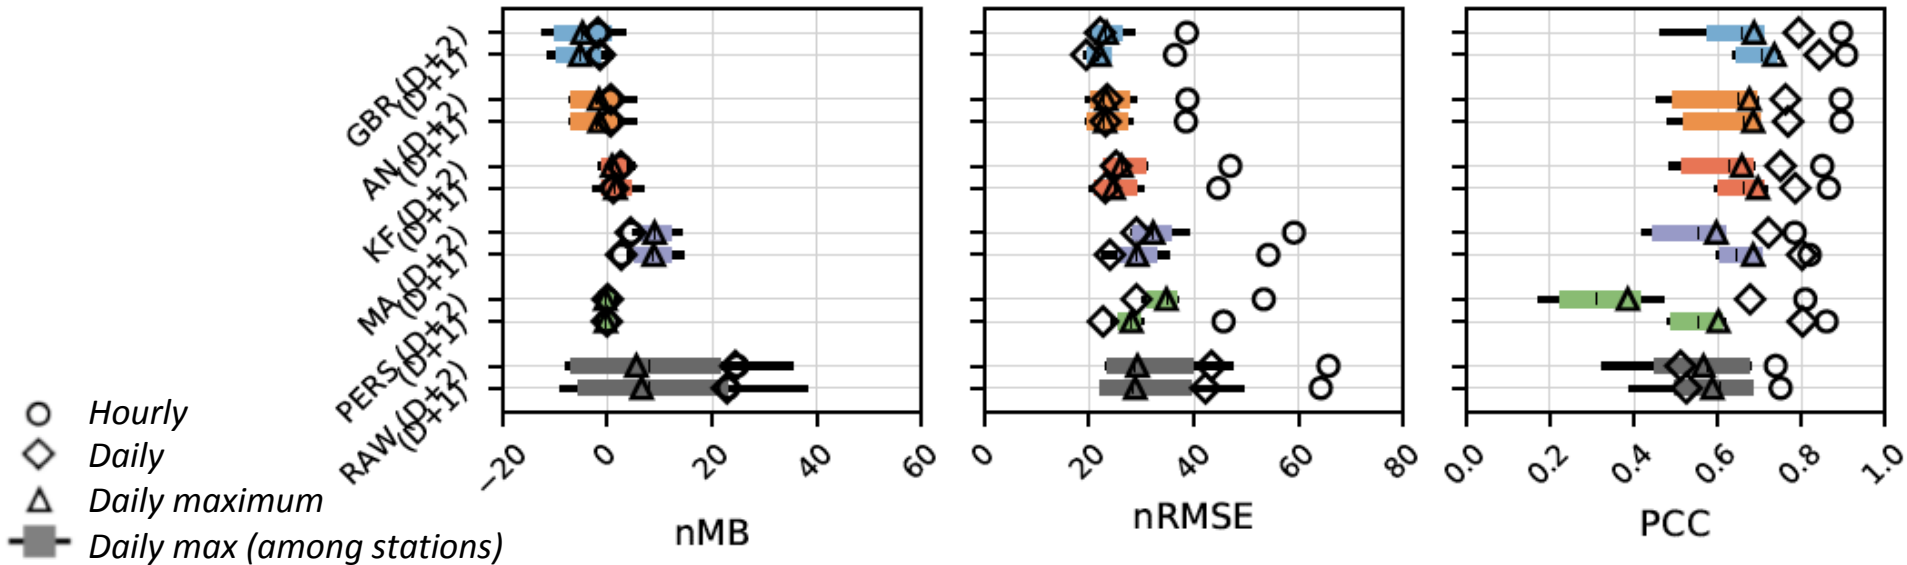 GBR (D+2)
(D+1)
AN (D+2)
(D+1)
KF (D+2)
(D+1)
MA (D+2)
(D+1)
PERS (D+2)
(D+1)
RAW (D+2)
(D+1)
−20 0 20 40 60
nMB
0 20 40 60 80
nRMSE
0.0 0.2 0.4 0.6 0.8 1.0
PCC
Hourly
Daily
Daily maximum
Daily max (among stations)